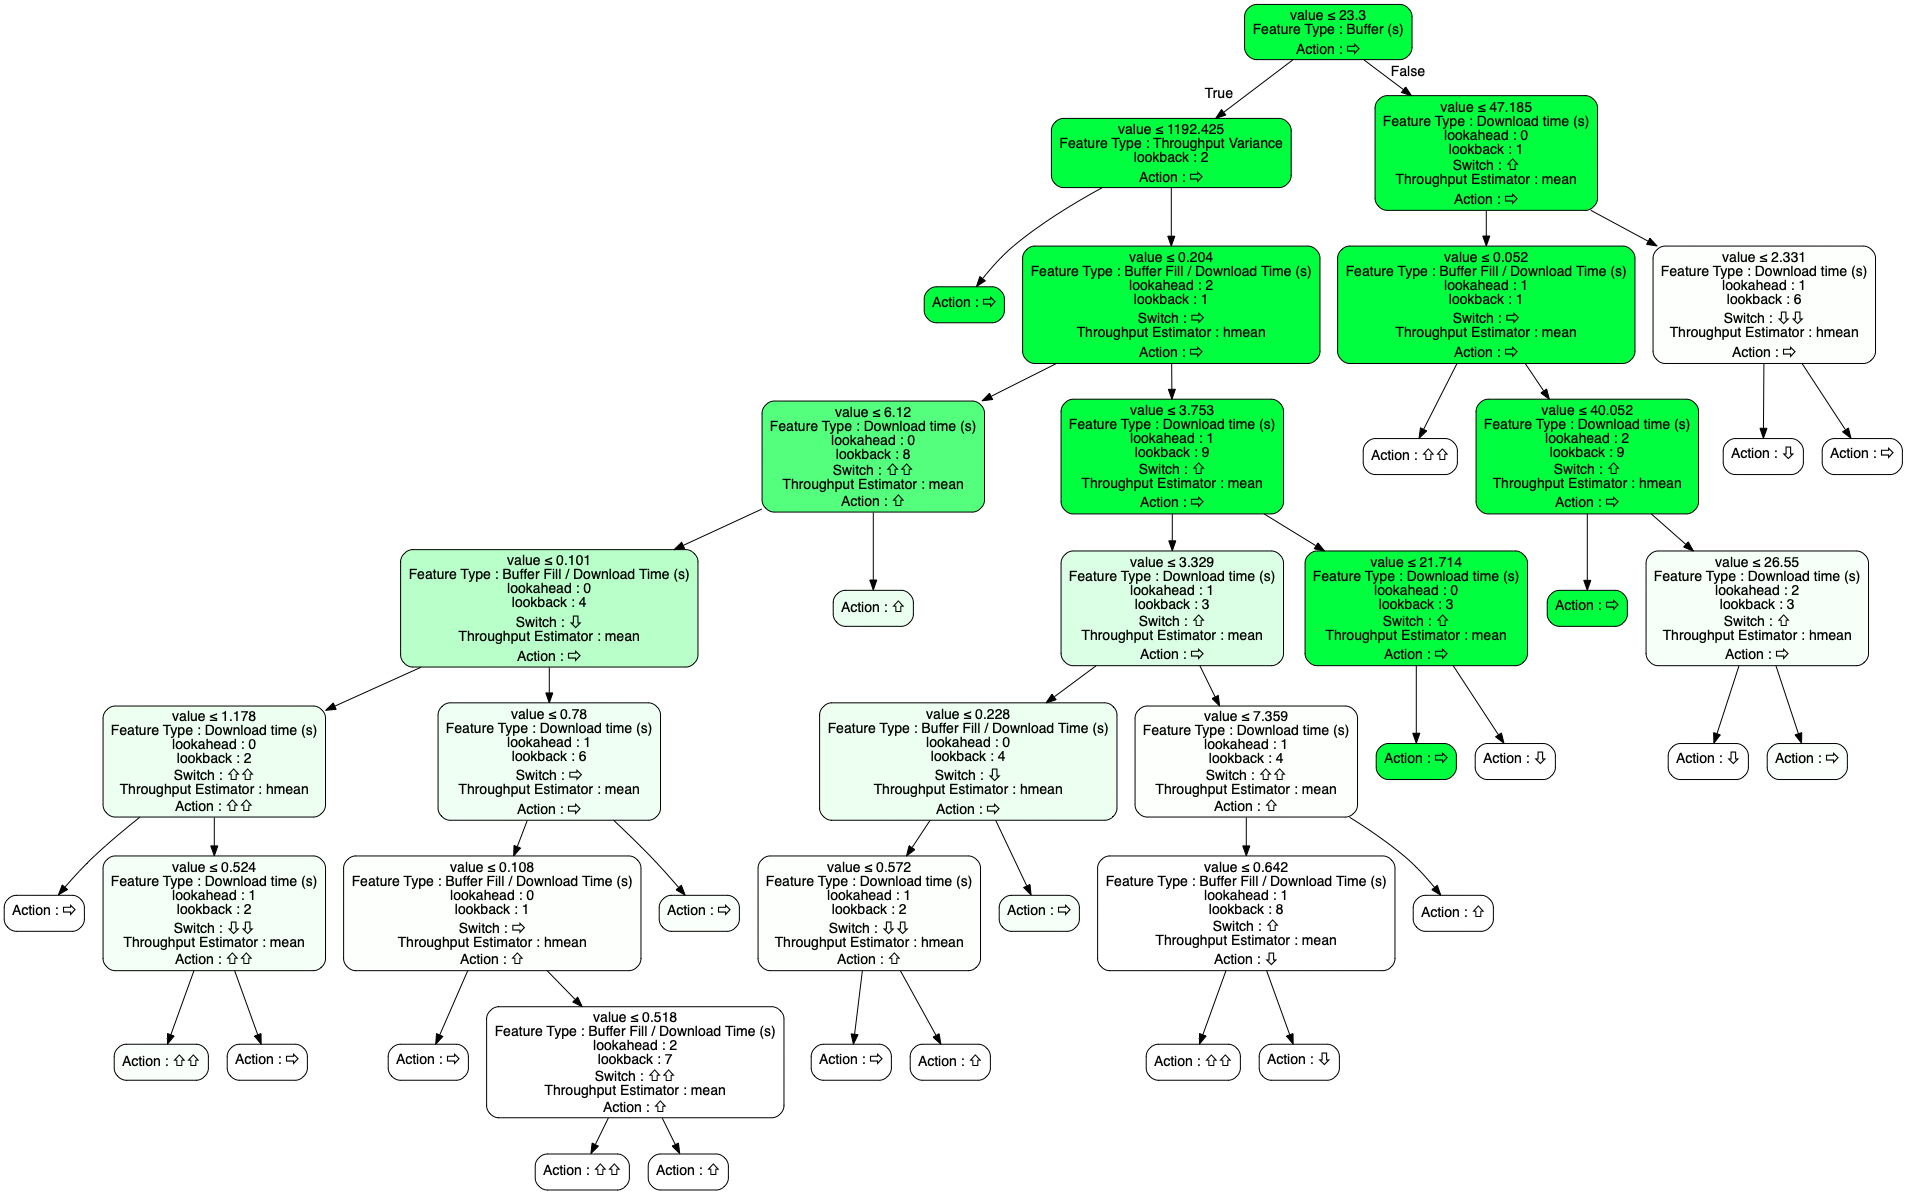 value ≤ 23.3
Feature Type : Buffer (s)
Action : ⇨
True
False
value ≤ 1192.425
Feature Type : Throughput Variance
lookback : 2
Action : ⇨
value ≤ 47.185
Feature Type : Download time (s)
lookahead : 0
lookback : 1
Switch : ⇧
Throughput Estimator : mean
Action : ⇨
Action : ⇨
value ≤ 0.204
Feature Type : Buffer Fill / Download Time (s)
lookahead : 2
lookback : 1
Switch : ⇨
Throughput Estimator : hmean
Action : ⇨
value ≤ 0.052
Feature Type : Buffer Fill / Download Time (s)
lookahead : 1
lookback : 1
Switch : ⇨
Throughput Estimator : mean
Action : ⇨
value ≤ 2.331
Feature Type : Download time (s)
lookahead : 1
lookback : 6
Switch : ⇩⇩
Throughput Estimator : hmean
Action : ⇨
value ≤ 6.12
Feature Type : Download time (s)
lookahead : 0
lookback : 8
Switch : ⇧⇧
Throughput Estimator : mean
Action : ⇧
value ≤ 3.753
Feature Type : Download time (s)
lookahead : 1
lookback : 9
Switch : ⇧
Throughput Estimator : mean
Action : ⇨
Action : ⇧⇧
value ≤ 40.052
Feature Type : Download time (s)
lookahead : 2
lookback : 9
Switch : ⇧
Throughput Estimator : hmean
Action : ⇨
Action : ⇩
Action : ⇨
value ≤ 0.101
Feature Type : Buffer Fill / Download Time (s)
lookahead : 0
lookback : 4
Switch : ⇩
Throughput Estimator : mean
Action : ⇨
Action : ⇧
value ≤ 3.329
Feature Type : Download time (s)
lookahead : 1
lookback : 3
Switch : ⇧
Throughput Estimator : mean
Action : ⇨
value ≤ 21.714
Feature Type : Download time (s)
lookahead : 0
lookback : 3
Switch : ⇧
Throughput Estimator : mean
Action : ⇨
Action : ⇨
value ≤ 26.55
Feature Type : Download time (s)
lookahead : 2
lookback : 3
Switch : ⇧
Throughput Estimator : hmean
Action : ⇨
value ≤ 1.178
Feature Type : Download time (s)
lookahead : 0
lookback : 2
Switch : ⇧⇧
Throughput Estimator : hmean
Action : ⇧⇧
value ≤ 0.78
Feature Type : Download time (s)
lookahead : 1
lookback : 6
Switch : ⇨
Throughput Estimator : mean
Action : ⇨
value ≤ 0.228
Feature Type : Buffer Fill / Download Time (s)
lookahead : 0
lookback : 4
Switch : ⇩
Throughput Estimator : hmean
Action : ⇨
value ≤ 7.359
Feature Type : Download time (s)
lookahead : 1
lookback : 4
Switch : ⇧⇧
Throughput Estimator : mean
Action : ⇧
Action : ⇨
Action : ⇩
Action : ⇩
Action : ⇨
Action : ⇨
value ≤ 0.524
Feature Type : Download time (s)
lookahead : 1
lookback : 2
Switch : ⇩⇩
Throughput Estimator : mean
Action : ⇧⇧
value ≤ 0.108
Feature Type : Buffer Fill / Download Time (s)
lookahead : 0
lookback : 1
Switch : ⇨
Throughput Estimator : hmean
Action : ⇧
Action : ⇨
value ≤ 0.572
Feature Type : Download time (s)
lookahead : 1
lookback : 2
Switch : ⇩⇩
Throughput Estimator : hmean
Action : ⇧
Action : ⇨
value ≤ 0.642
Feature Type : Buffer Fill / Download Time (s)
lookahead : 1
lookback : 8
Switch : ⇧
Throughput Estimator : mean
Action : ⇩
Action : ⇧
Action : ⇧⇧
Action : ⇨
Action : ⇨
value ≤ 0.518
Feature Type : Buffer Fill / Download Time (s)
lookahead : 2
lookback : 7
Switch : ⇧⇧
Throughput Estimator : mean
Action : ⇧
Action : ⇨
Action : ⇧
Action : ⇧⇧
Action : ⇩
Action : ⇧⇧
Action : ⇧